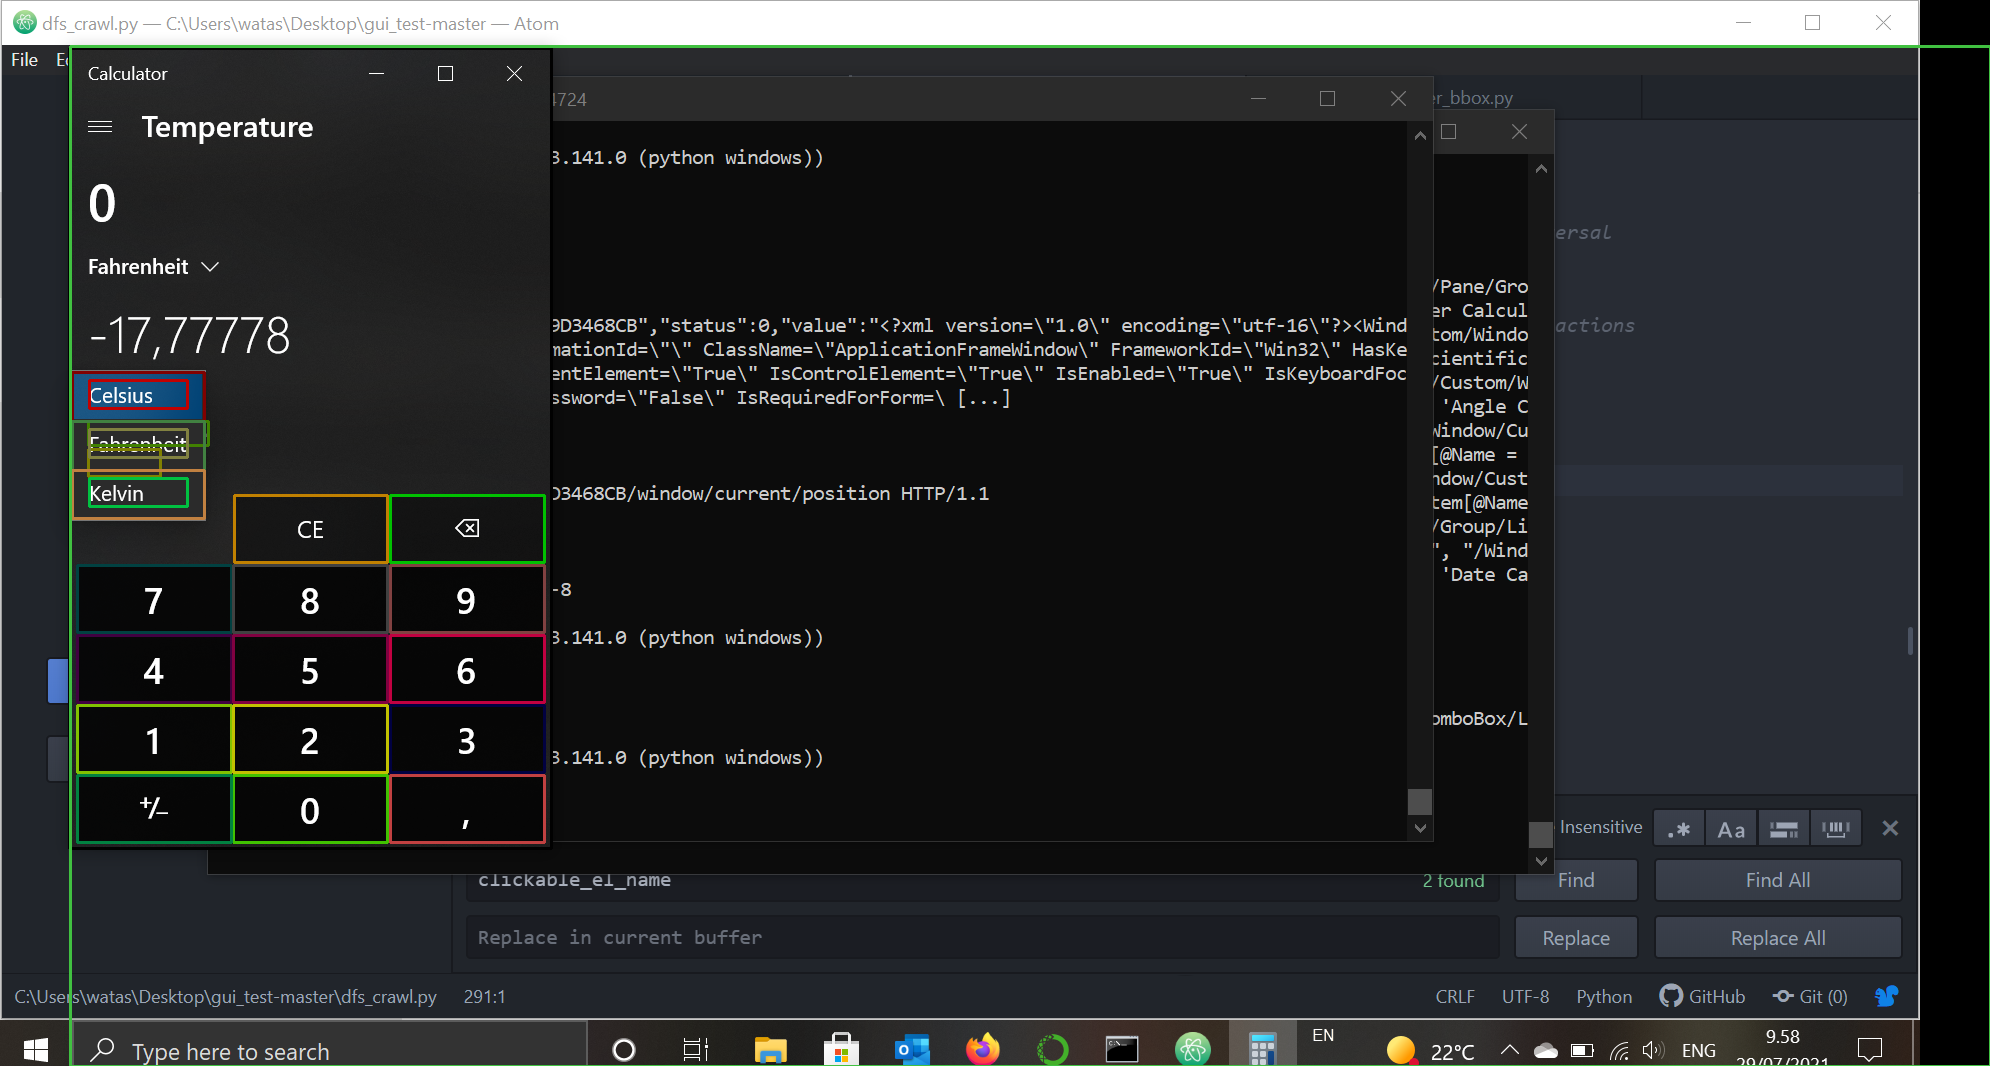 dfs_crawl.py — C:\Users\watas\Desktop\gui_test-master — Atom
File
Calculator
Temperature
0
Fahrenheit
-17,77778
Celsius
Fahrenheit
Kelvin
CE
7 8 9
4 5 6
1 2 3
+/− 0 ,
4724
3.141.0 (python windows))
9D3468CB","status":0,"value":"<?xml version=\"1.0\" encoding=\"utf-16\"?><Wind
mationId=\"\" ClassName=\"ApplicationFrameWindow\" FrameworkId=\"Win32\" HasKe
entElement=\"True\" IsControlElement=\"True\" IsEnabled=\"True\" IsKeyboardFoc
ssword=\"False\" IsRequiredForForm=\ [...]
D3468CB/window/current/position HTTP/1.1
-8
3.141.0 (python windows))
3.141.0 (python windows))
er_bbox.py
ersal
actions
/Pane/Gro
er Calcul
tom/Windo
cientific
/Custom/W
'Angle C
Window/Cu
[@Name =
ndow/Cust
tem[@Name
/Group/Li
", "/Wind
'Date Ca
omboBox/L
Insensitive
.* Aa
clickable_el_name
2 found
Find
Find All
Replace in current buffer
Replace
Replace All
C:\Users\watas\Desktop\gui_test-master\dfs_crawl.py 291:1
CRLF UTF-8 Python GitHub Git (0)
Type here to search
EN
22°C
ENG
9.58
29/07/2021